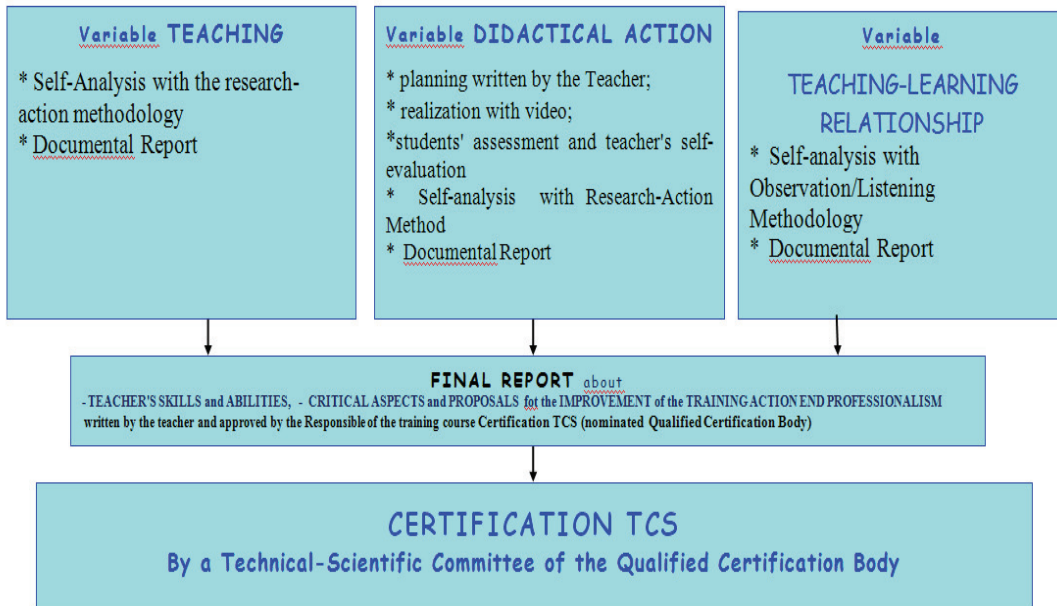 Variable TEACHING
* Self-Analysis with the research-
action methodology
* Documental Report
Variable DIDACTICAL ACTION
* planning written by the Teacher;
* realization with video;
*students' assessment and teacher's self-
evaluation
* Self-analysis with Research-Action
Method
* Documental Report
Variable
TEACHING-LEARNING
RELATIONSHIP
* Self-analysis with
Observation/Listening
Methodology
* Documental Report
FINAL REPORT about
- TEACHER'S SKILLS and ABILITIES, - CRITICAL ASPECTS and PROPOSALS fot the IMPROVEMENT of the TRAINING ACTION END PROFESSIONALISM
written by the teacher and approved by the Responsible of the training course Certification TCS (nominated Qualified Certification Body)
CERTIFICATION TCS
By a Technical-Scientific Committee of the Qualified Certification Body